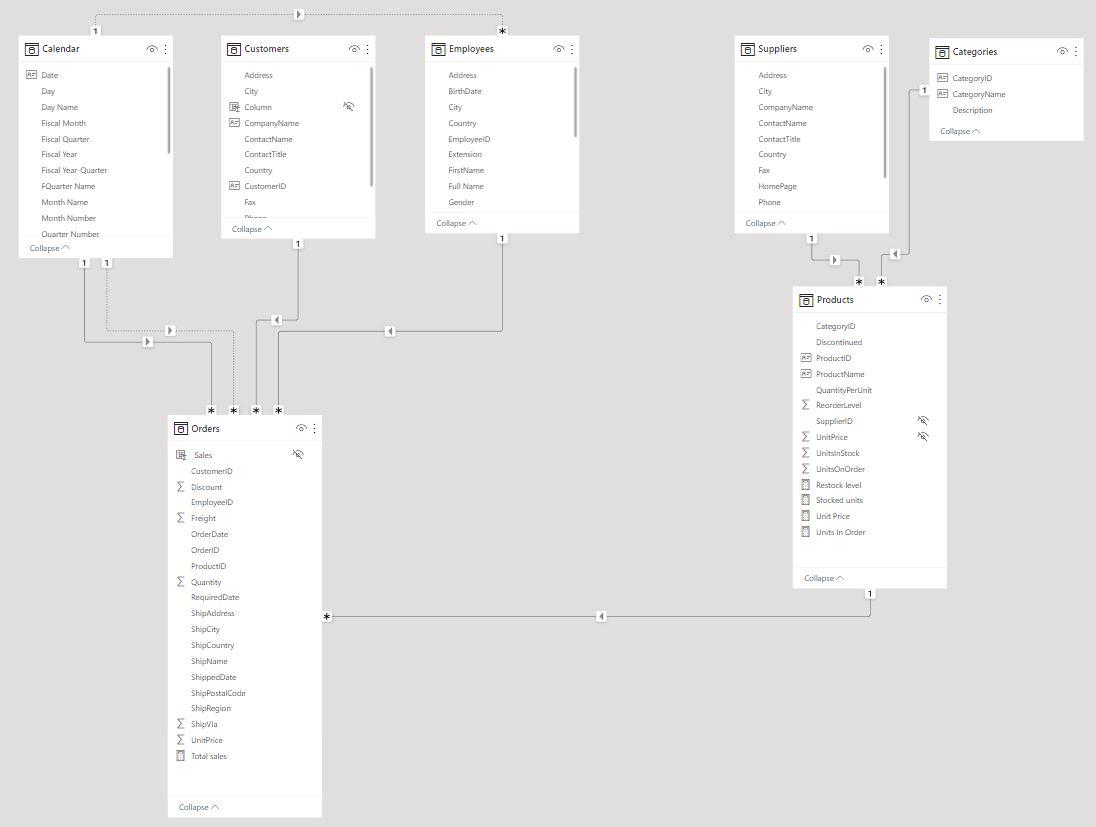 1
*
Calendar
Date
Day
Day Name
Fiscal Month
Fiscal Quarter
Fiscal Year
Fiscal Year-Quarter
FQuarter Name
Month Name
Month Number
Quarter Number
Collapse
1
1
Customers
Address
City
Column
CompanyName
ContactName
ContactTitle
Country
CustomerID
Fax
Phone
Collapse
1
Employees
Address
BirthDate
City
Country
EmployeeID
Extension
FirstName
Full Name
Gender
Collapse
1
Suppliers
Address
City
CompanyName
ContactName
ContactTitle
Country
Fax
HomePage
Phone
Collapse
1
Categories
1
CategoryID
CategoryName
Description
Collapse
*
*
Products
CategoryID
Discontinued
ProductID
ProductName
QuantityPerUnit
ReorderLevel
SupplierID
UnitPrice
UnitsInStock
UnitsOnOrder
Restock level
Stocked units
Unit Price
Units In Order
Collapse
1
*
*
*
*
Orders
Sales
CustomerID
Discount
EmployeeID
Freight
OrderDate
OrderID
ProductID
Quantity
RequiredDate
ShipAddress
*
ShipCity
ShipCountry
ShipName
ShippedDate
ShipPostalCode
ShipRegion
ShipVia
UnitPrice
Total sales
Collapse